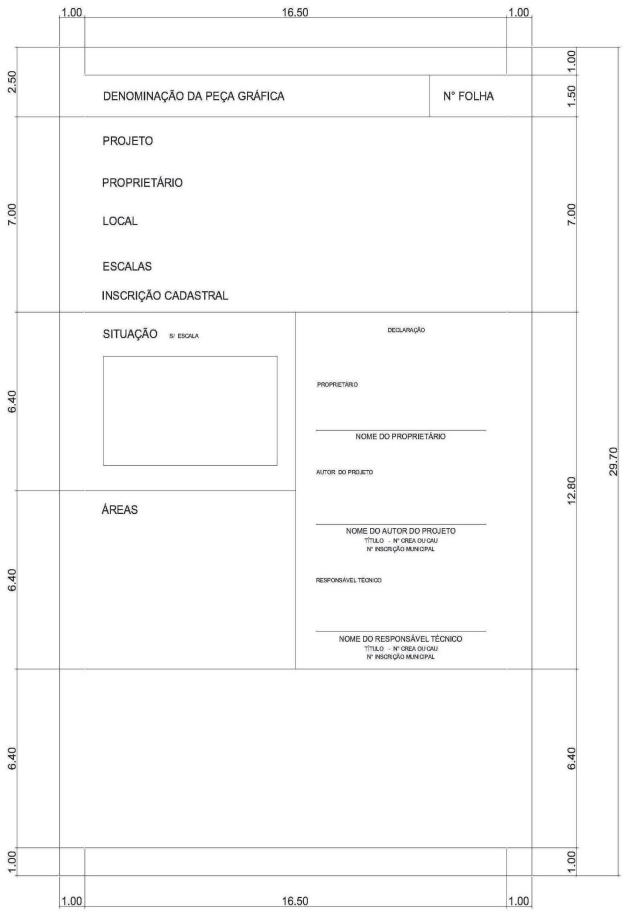 1.00 16.50 1.00
2.50
1.00
1.50
DENOMINAÇÃO DA PEÇA GRÁFICA N° FOLHA
PROJETO
PROPRIETÁRIO
7.00
7.00
LOCAL
ESCALAS
INSCRIÇÃO CADASTRAL
SITUAÇÃO S/ ESCALA
DECLARAÇÃO
PROPRIETÁRIO
6.40
NOME DO PROPRIETÁRIO
29.70
AUTOR DO PROJETO
12.80
ÁREAS
NOME DO AUTOR DO PROJETO
TÍTULO - N° CREA OU CAU
N° INSCRIÇÃO MUNICIPAL
6.40
RESPONSÁVEL TÉCNICO
NOME DO RESPONSÁVEL TÉCNICO
TÍTULO - N° CREA OU CAU
N° INSCRIÇÃO MUNICIPAL
6.40
6.40
1.00
1.00
1.00 16.50 1.00